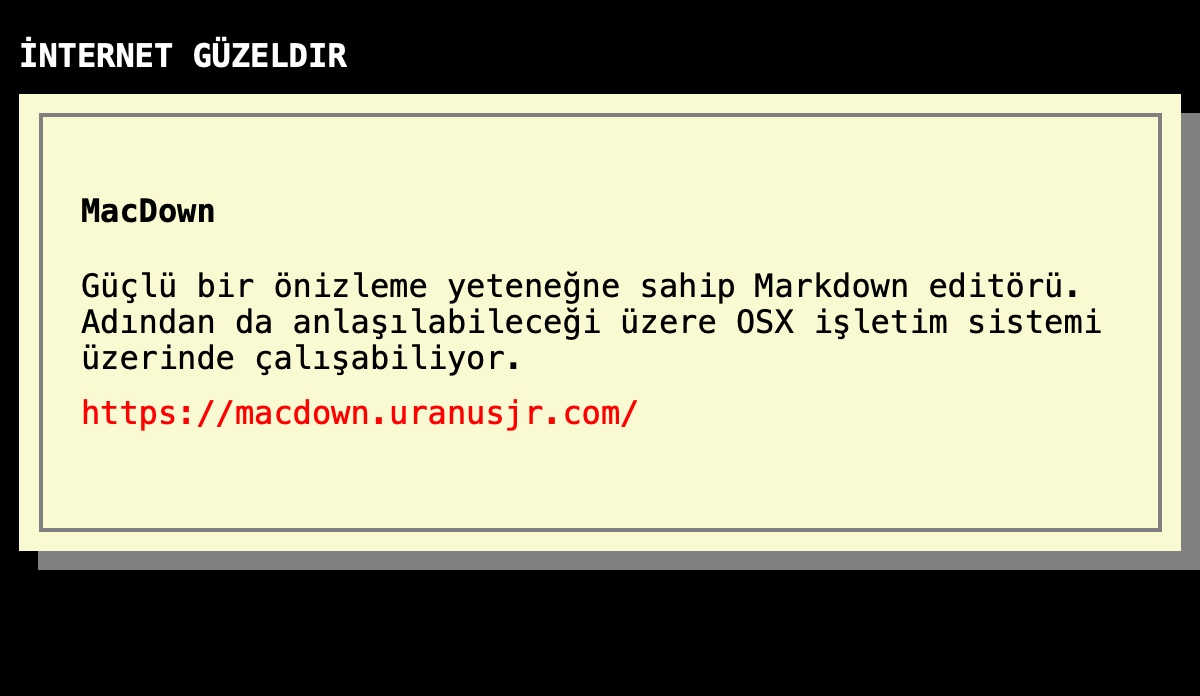 İNTERNET GÜZELDIR
MacDown
Güçlü bir önizleme yeteneğne sahip Markdown editörü.
Adından da anlaşılabileceği üzere OSX işletim sistemi
üzerinde çalışabiliyor.
https://macdown.uranusjr.com/